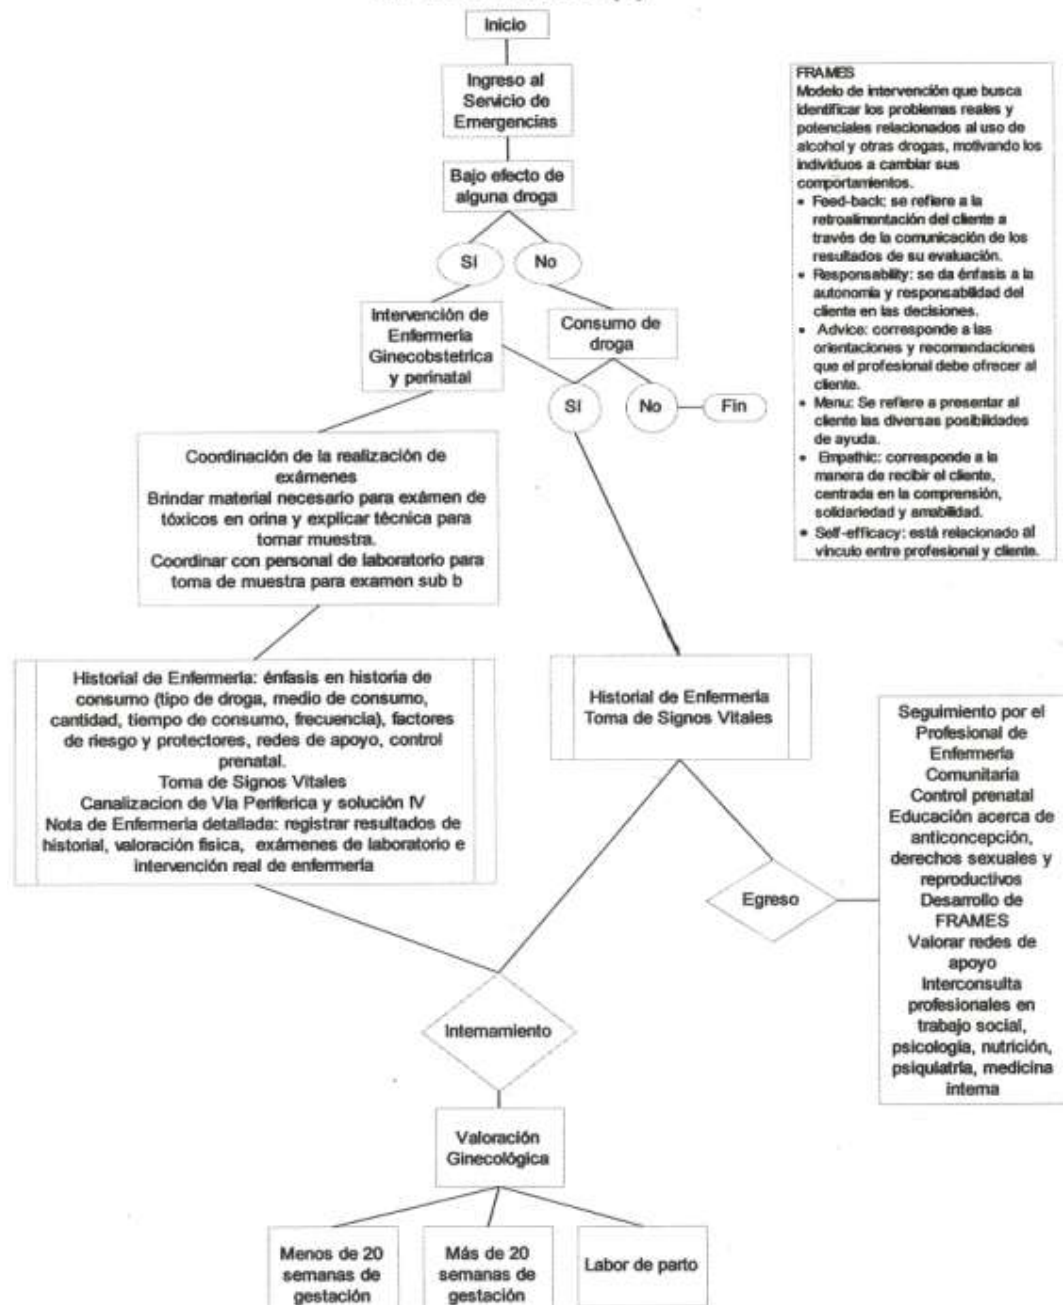 Inicio
Ingreso al
Servicio de
Emergencias
Bajo efecto de
alguna droga
Sí
No
Intervención de
Enfermería
Ginecobstetrica
y perinatal
Consumo de
droga
Sí
No
Fin
FRAMES
Modelo de intervención que busca
identificar los problemas reales y
potenciales relacionados al uso de
alcohol y otras drogas, motivando los
individuos a cambiar sus
comportamientos.
• Feed-back: se refiere a la
retroalimentación del cliente a
través de la comunicación de los
resultados de su evaluación.
• Responsability: se da énfasis a la
autonomía y responsabilidad del
cliente en las decisiones.
• Advice: corresponde a las
orientaciones y recomendaciones
que el profesional debe ofrecer al
cliente.
• Menu: Se refiere a presentar al
cliente las diversas posibilidades
de ayuda.
• Empathic: corresponde a la
manera de recibir el cliente,
centrada en la comprensión,
solidariedad y amabilidad.
• Self-efficacy: está relacionado al
vínculo entre profesional y cliente.
Coordinación de la realización de
exámenes
Brindar material necesario para exámen de
tóxicos en orina y explicar técnica para
tomar muestra.
Coordinar con personal de laboratorio para
toma de muestra para examen sub b
Historial de Enfermería: énfasis en historia de
consumo (tipo de droga, medio de consumo,
cantidad, tiempo de consumo, frecuencia), factores
de riesgo y protectores, redes de apoyo, control
prenatal.
Toma de Signos Vitales
Canalizacion de Vía Periferica y solución IV
Nota de Enfermería detallada: registrar resultados de
historial, valoración física, exámenes de laboratorio e
intervención real de enfermería
Historial de Enfermería
Toma de Signos Vitales
Egreso
Seguimiento por el
Profesional de
Enfermería
Comunitaria
Control prenatal
Educación acerca de
anticoncepción,
derechos sexuales y
reproductivos
Desarrollo de
FRAMES
Valorar redes de
apoyo
Interconsulta
profesionales en
trabajo social,
psicología, nutrición,
psiquiatría, medicina
interna
Internamiento
Valoración
Ginecológica
Menos de 20
semanas de
gestación
Más de 20
semanas de
gestación
Labor de parto